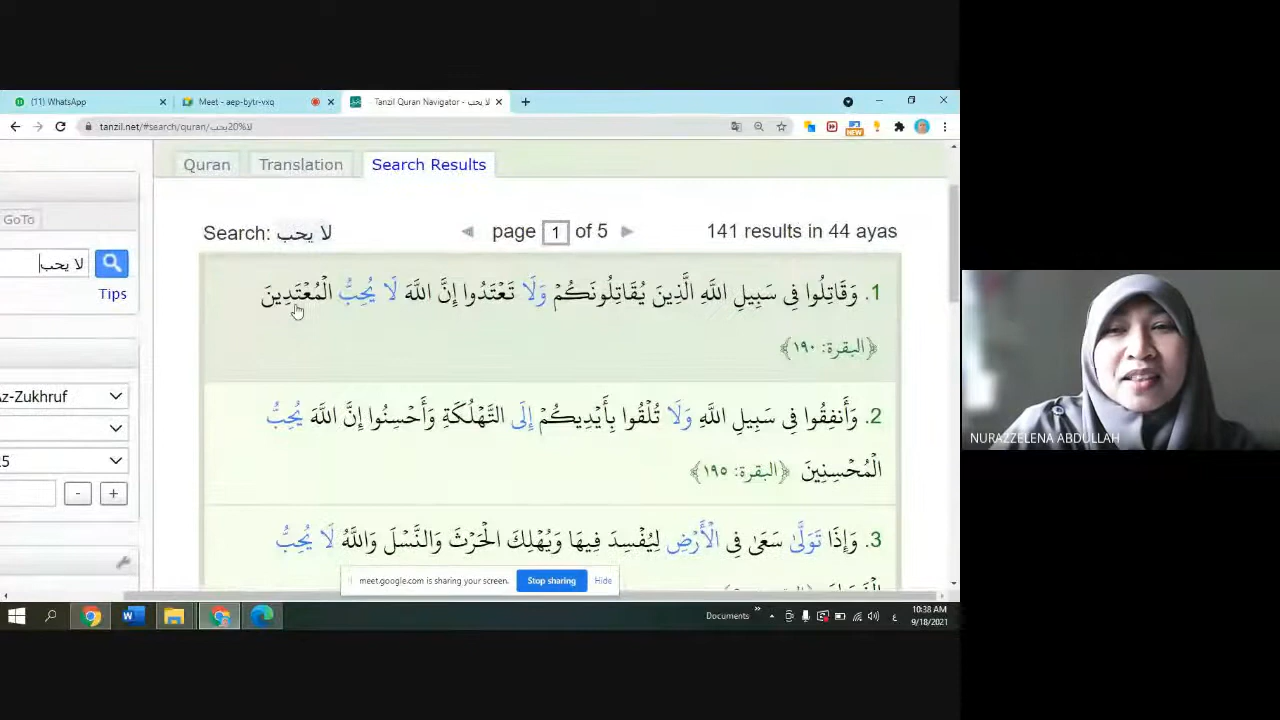 (11) WhatsApp
Meet - aep-bytr-vxq
Tanzil Quran Navigator - لا يحب
tanzil.net/#search/quran/لا%20يحب
NEW
Quran
Translation
Search Results
GoTo
Search: لا يحب
page 1 of 5
141 results in 44 ayas
لا يحب
Tips
1. وَقَاتِلُوا فِي سَبِيلِ اللَّهِ الَّذِينَ يُقَاتِلُونَكُمْ وَلَا تَعْتَدُوا إِنَّ اللَّهَ لَا يُحِبُّ الْمُعْتَدِينَ
﴿البقرة: ١٩٠﴾
Az-Zukhruf
2. وَأَنفِقُوا فِي سَبِيلِ اللَّهِ وَلَا تُلْقُوا بِأَيْدِيكُمْ إِلَى التَّهْلُكَةِ وَأَحْسِنُوا إِنَّ اللَّهَ يُحِبُّ
الْمُحْسِنِينَ ﴿البقرة: ١٩٥﴾
25
- +
3. وَإِذَا تَوَلَّىٰ سَعَىٰ فِي الْأَرْضِ لِيُفْسِدَ فِيهَا وَيُهْلِكَ الْحَرْثَ وَالنَّسْلَ وَاللَّهُ لَا يُحِبُّ
meet.google.com is sharing your screen.
Stop sharing
Hide
Documents
10:38 AM
9/18/2021
NURAZZELENA ABDULLAH